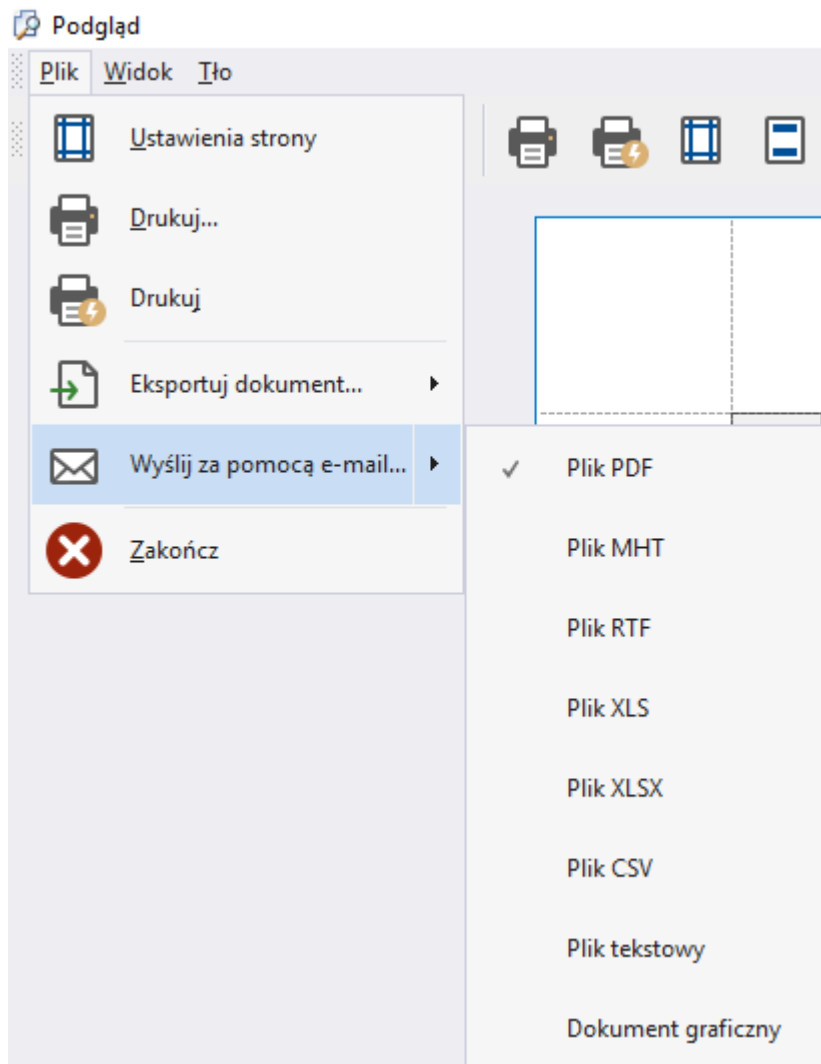 Podgląd
Plik Widok Tło
Ustawienia strony
Drukuj...
Drukuj
Eksportuj dokument...
Wyślij za pomocą e-mail...
Zakończ
Plik PDF
Plik MHT
Plik RTF
Plik XLS
Plik XLSX
Plik CSV
Plik tekstowy
Dokument graficzny